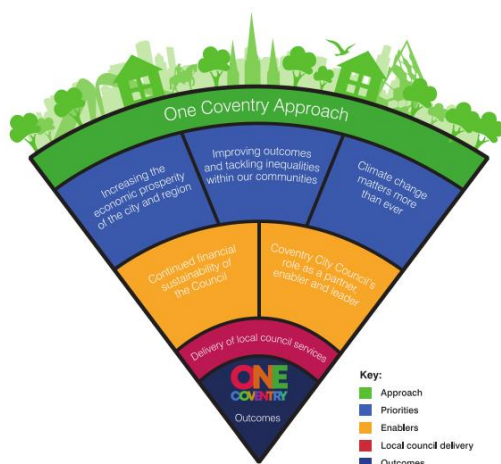 One Coventry Approach
Increasing the
economic prosperity
of the city and region
Improving outcomes
and tackling inequalities
within our communities
Climate change
matters more
than ever
Continued financial
sustainability of
the Council
Coventry City Council's
role as a partner,
enabler and leader
Delivery of local council services
ONE
COVENTRY
Outcomes
Key:
Approach
Priorities
Enablers
Local council delivery
Outcomes